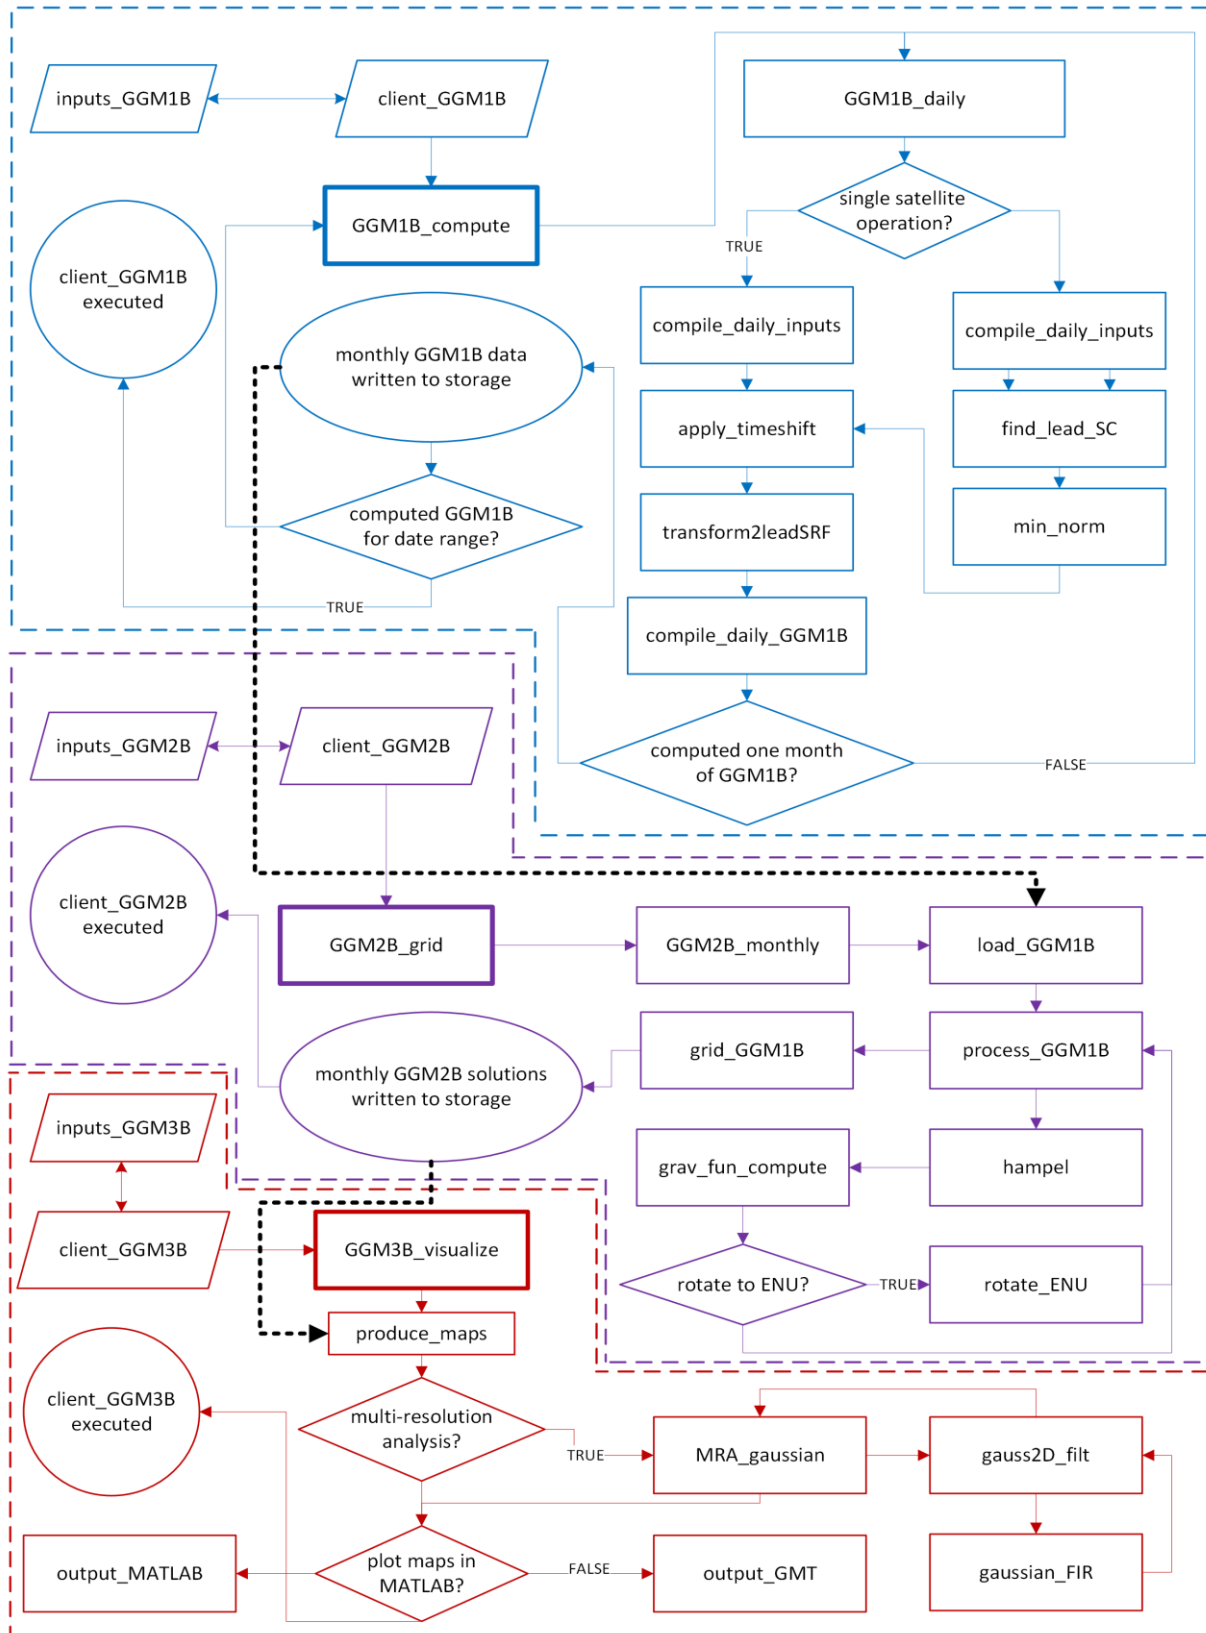 inputs_GGM1B
client_GGM1B
GGM1B_daily
single satellite
operation?
GGM1B_compute
TRUE
client_GGM1B
executed
compile_daily_inputs
compile_daily_inputs
monthly GGM1B data
written to storage
apply_timeshift
find_lead_SC
computed GGM1B
for date range?
transform2leadSRF
min_norm
TRUE
compile_daily_GGM1B
inputs_GGM2B
client_GGM2B
computed one month
of GGM1B?
FALSE
client_GGM2B
executed
GGM2B_grid
GGM2B_monthly
load_GGM1B
monthly GGM2B solutions
written to storage
grid_GGM1B
process_GGM1B
inputs_GGM3B
grav_fun_compute
hampel
client_GGM3B
GGM3B_visualize
rotate to ENU?
TRUE
rotate_ENU
produce_maps
client_GGM3B
executed
multi-resolution
analysis?
TRUE
MRA_gaussian
gauss2D_filt
output_MATLAB
plot maps in
MATLAB?
FALSE
output_GMT
gaussian_FIR